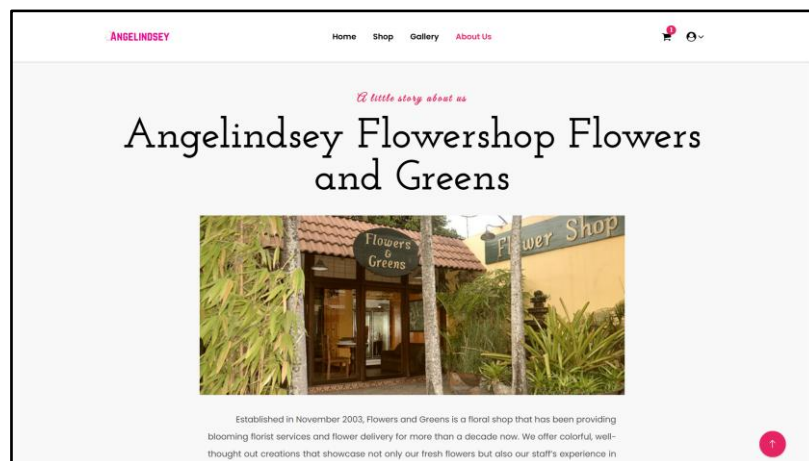 ANGELINDSEY
Home Shop Gallery About Us
A little story about us
Angelindsey Flowershop Flowers
and Greens
Flowers
&
Greens
Flower Shop
Established in November 2003, Flowers and Greens is a floral shop that has been providing
blooming florist services and flower delivery for more than a decade now. We offer colorful, well-
thought out creations that showcase not only our fresh flowers but also our staff's experience in